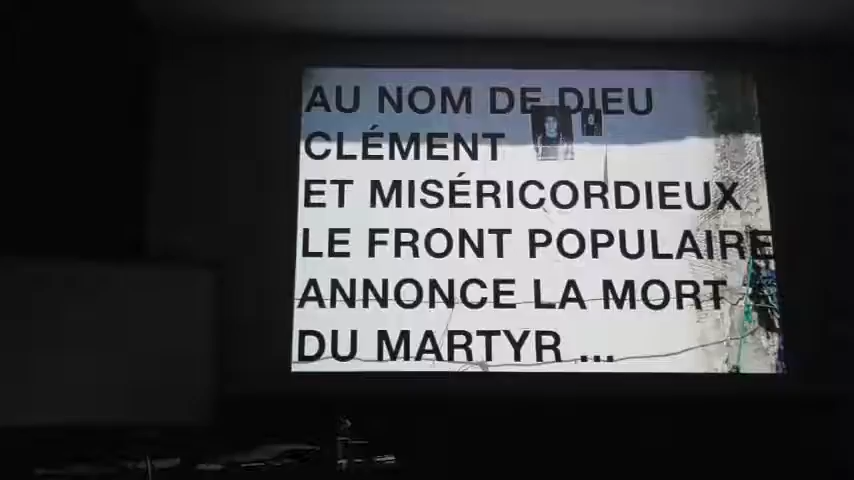 AU NOM DE DIEU
CLÉMENT
ET MISÉRICORDIEUX
LE FRONT POPULAIRE
ANNONCE LA MORT
DU MARTYR ...